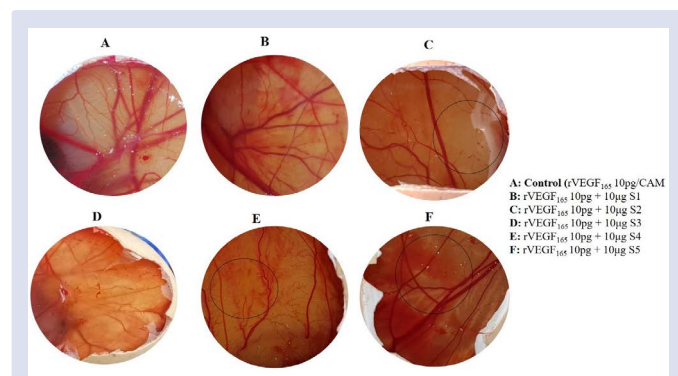 A
B
C
D
E
F
A: Control (rVEGF₁₆₅ 10pg/CAM
B: rVEGF₁₆₅ 10pg + 10μg S1
C: rVEGF₁₆₅ 10pg + 10μg S2
D: rVEGF₁₆₅ 10pg + 10μg S3
E: rVEGF₁₆₅ 10pg + 10μg S4
F: rVEGF₁₆₅ 10pg + 10μg S5